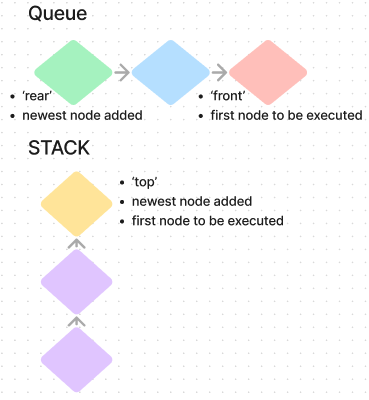 Queue
• ‘rear’
• newest node added
• ‘front’
• first node to be executed
STACK
• ‘top’
• newest node added
• first node to be executed